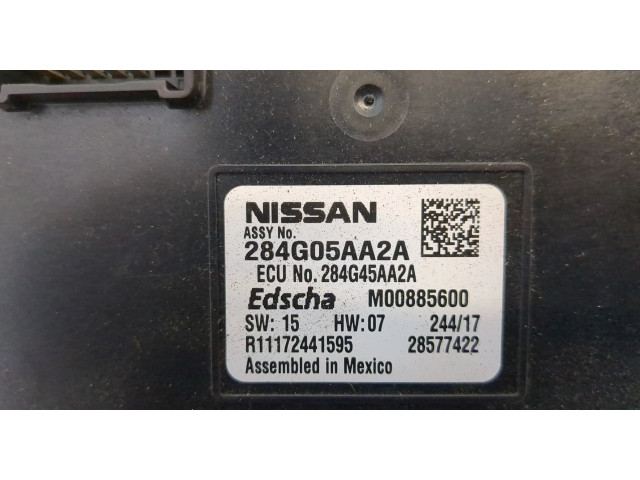 NISSAN
ASSY No.
284G05AA2A
ECU No. 284G45AA2A
Edscha M00885600
SW: 15 HW: 07 244/17
R11172441595 28577422
Assembled in Mexico